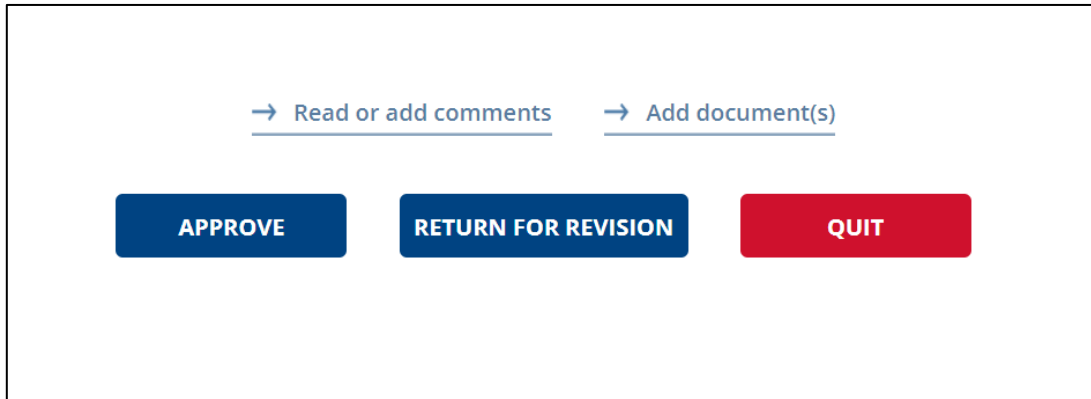 → Read or add comments → Add document(s)
APPROVE RETURN FOR REVISION QUIT